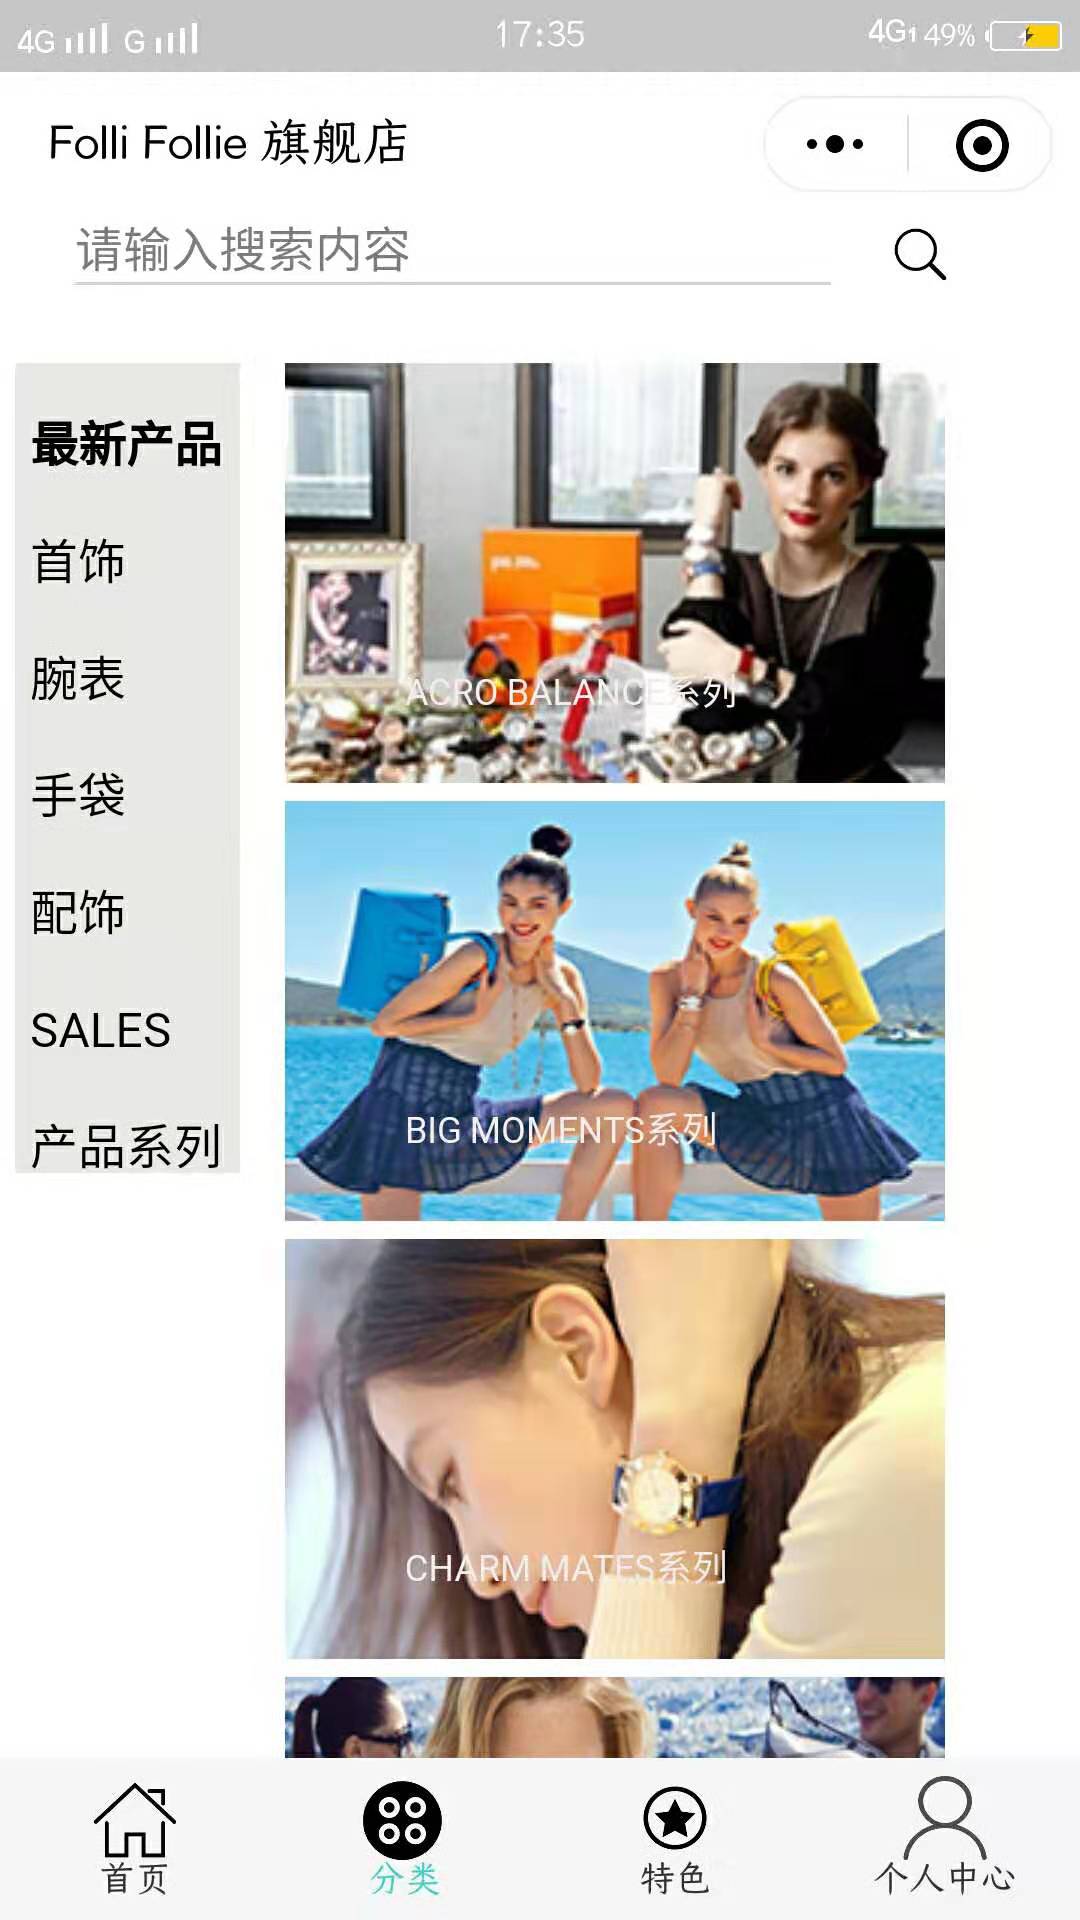 4G G 17:35 4G1 49%
Folli Follie 旗舰店
请输入搜索内容
最新产品
首饰
腕表
手袋
配饰
SALES
产品系列
ACRO BALANCE系列
BIG MOMENTS系列
CHARM MATES系列
首页 分类 特色 个人中心